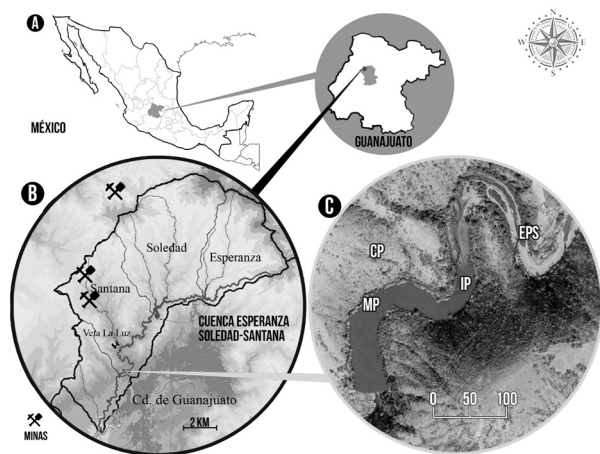 A
N
W
E
S
MÉXICO
GUANAJUATO
B
C
Soledad
Esperanza
Santana
CUENCA ESPERANZA
SOLEDAD-SANTANA
Veta La Luz
Cd. de Guanajuato
2 KM
MINAS
EPS
CP
IP
MP
0 50 100